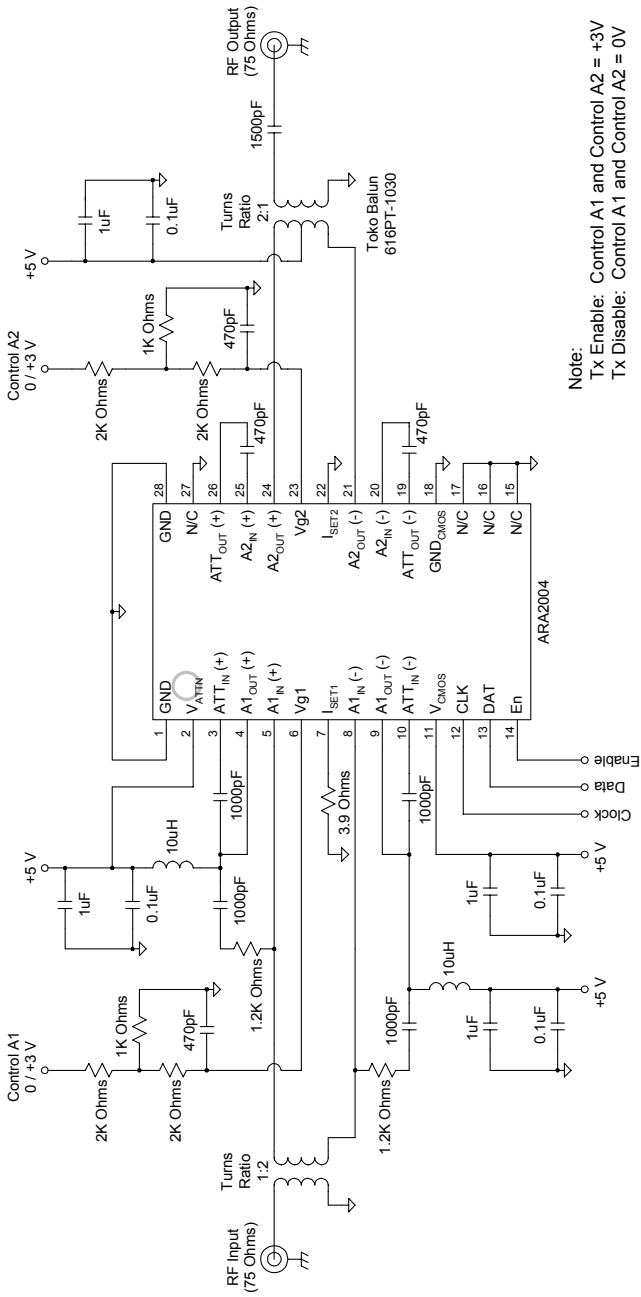 Control A1
0 / +3 V
2K Ohms
1K Ohms
2K Ohms
470pF
+5 V
1uF
0.1uF
10uH
1000pF
1000pF
1.2K Ohms
RF Input
(75 Ohms)
Turns
Ratio
1:2
3.9 Ohms
1.2K Ohms
1000pF
1000pF
10uH
1uF
0.1uF
+5 V
1uF
0.1uF
+5 V
Clock
Data
Enable
1 GND
2 VATTN
3 ATTIN (+)
4 A1OUT (+)
5 A1IN (+)
6 Vg1
7 ISET1
8 A1IN (-)
9 A1OUT (-)
10 ATTIN (-)
11 VCMOS
12 CLK
13 DAT
14 En
GND 28
N/C 27
ATTOUT (+) 26
A2IN (+) 25
A2OUT (+) 24
Vg2 23
ISET2 22
A2OUT (-) 21
A2IN (-) 20
ATTOUT (-) 19
GNDCMOS 18
N/C 17
N/C 16
N/C 15
ARA2004
470pF
470pF
Control A2
0 / +3 V
2K Ohms
1K Ohms
2K Ohms
470pF
+5 V
1uF
0.1uF
Turns
Ratio
2:1
Toko Balun
616PT-1030
1500pF
RF Output
(75 Ohms)
Note:
Tx Enable: Control A1 and Control A2 = +3V
Tx Disable: Control A1 and Control A2 = 0V